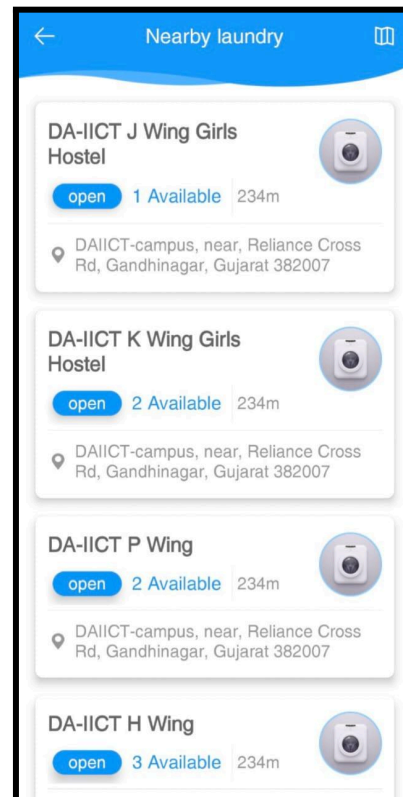 Nearby laundry
DA-IICT J Wing Girls
Hostel
open 1 Available 234m
DAIICT-campus, near, Reliance Cross
Rd, Gandhinagar, Gujarat 382007
DA-IICT K Wing Girls
Hostel
open 2 Available 234m
DAIICT-campus, near, Reliance Cross
Rd, Gandhinagar, Gujarat 382007
DA-IICT P Wing
open 2 Available 234m
DAIICT-campus, near, Reliance Cross
Rd, Gandhinagar, Gujarat 382007
DA-IICT H Wing
open 3 Available 234m